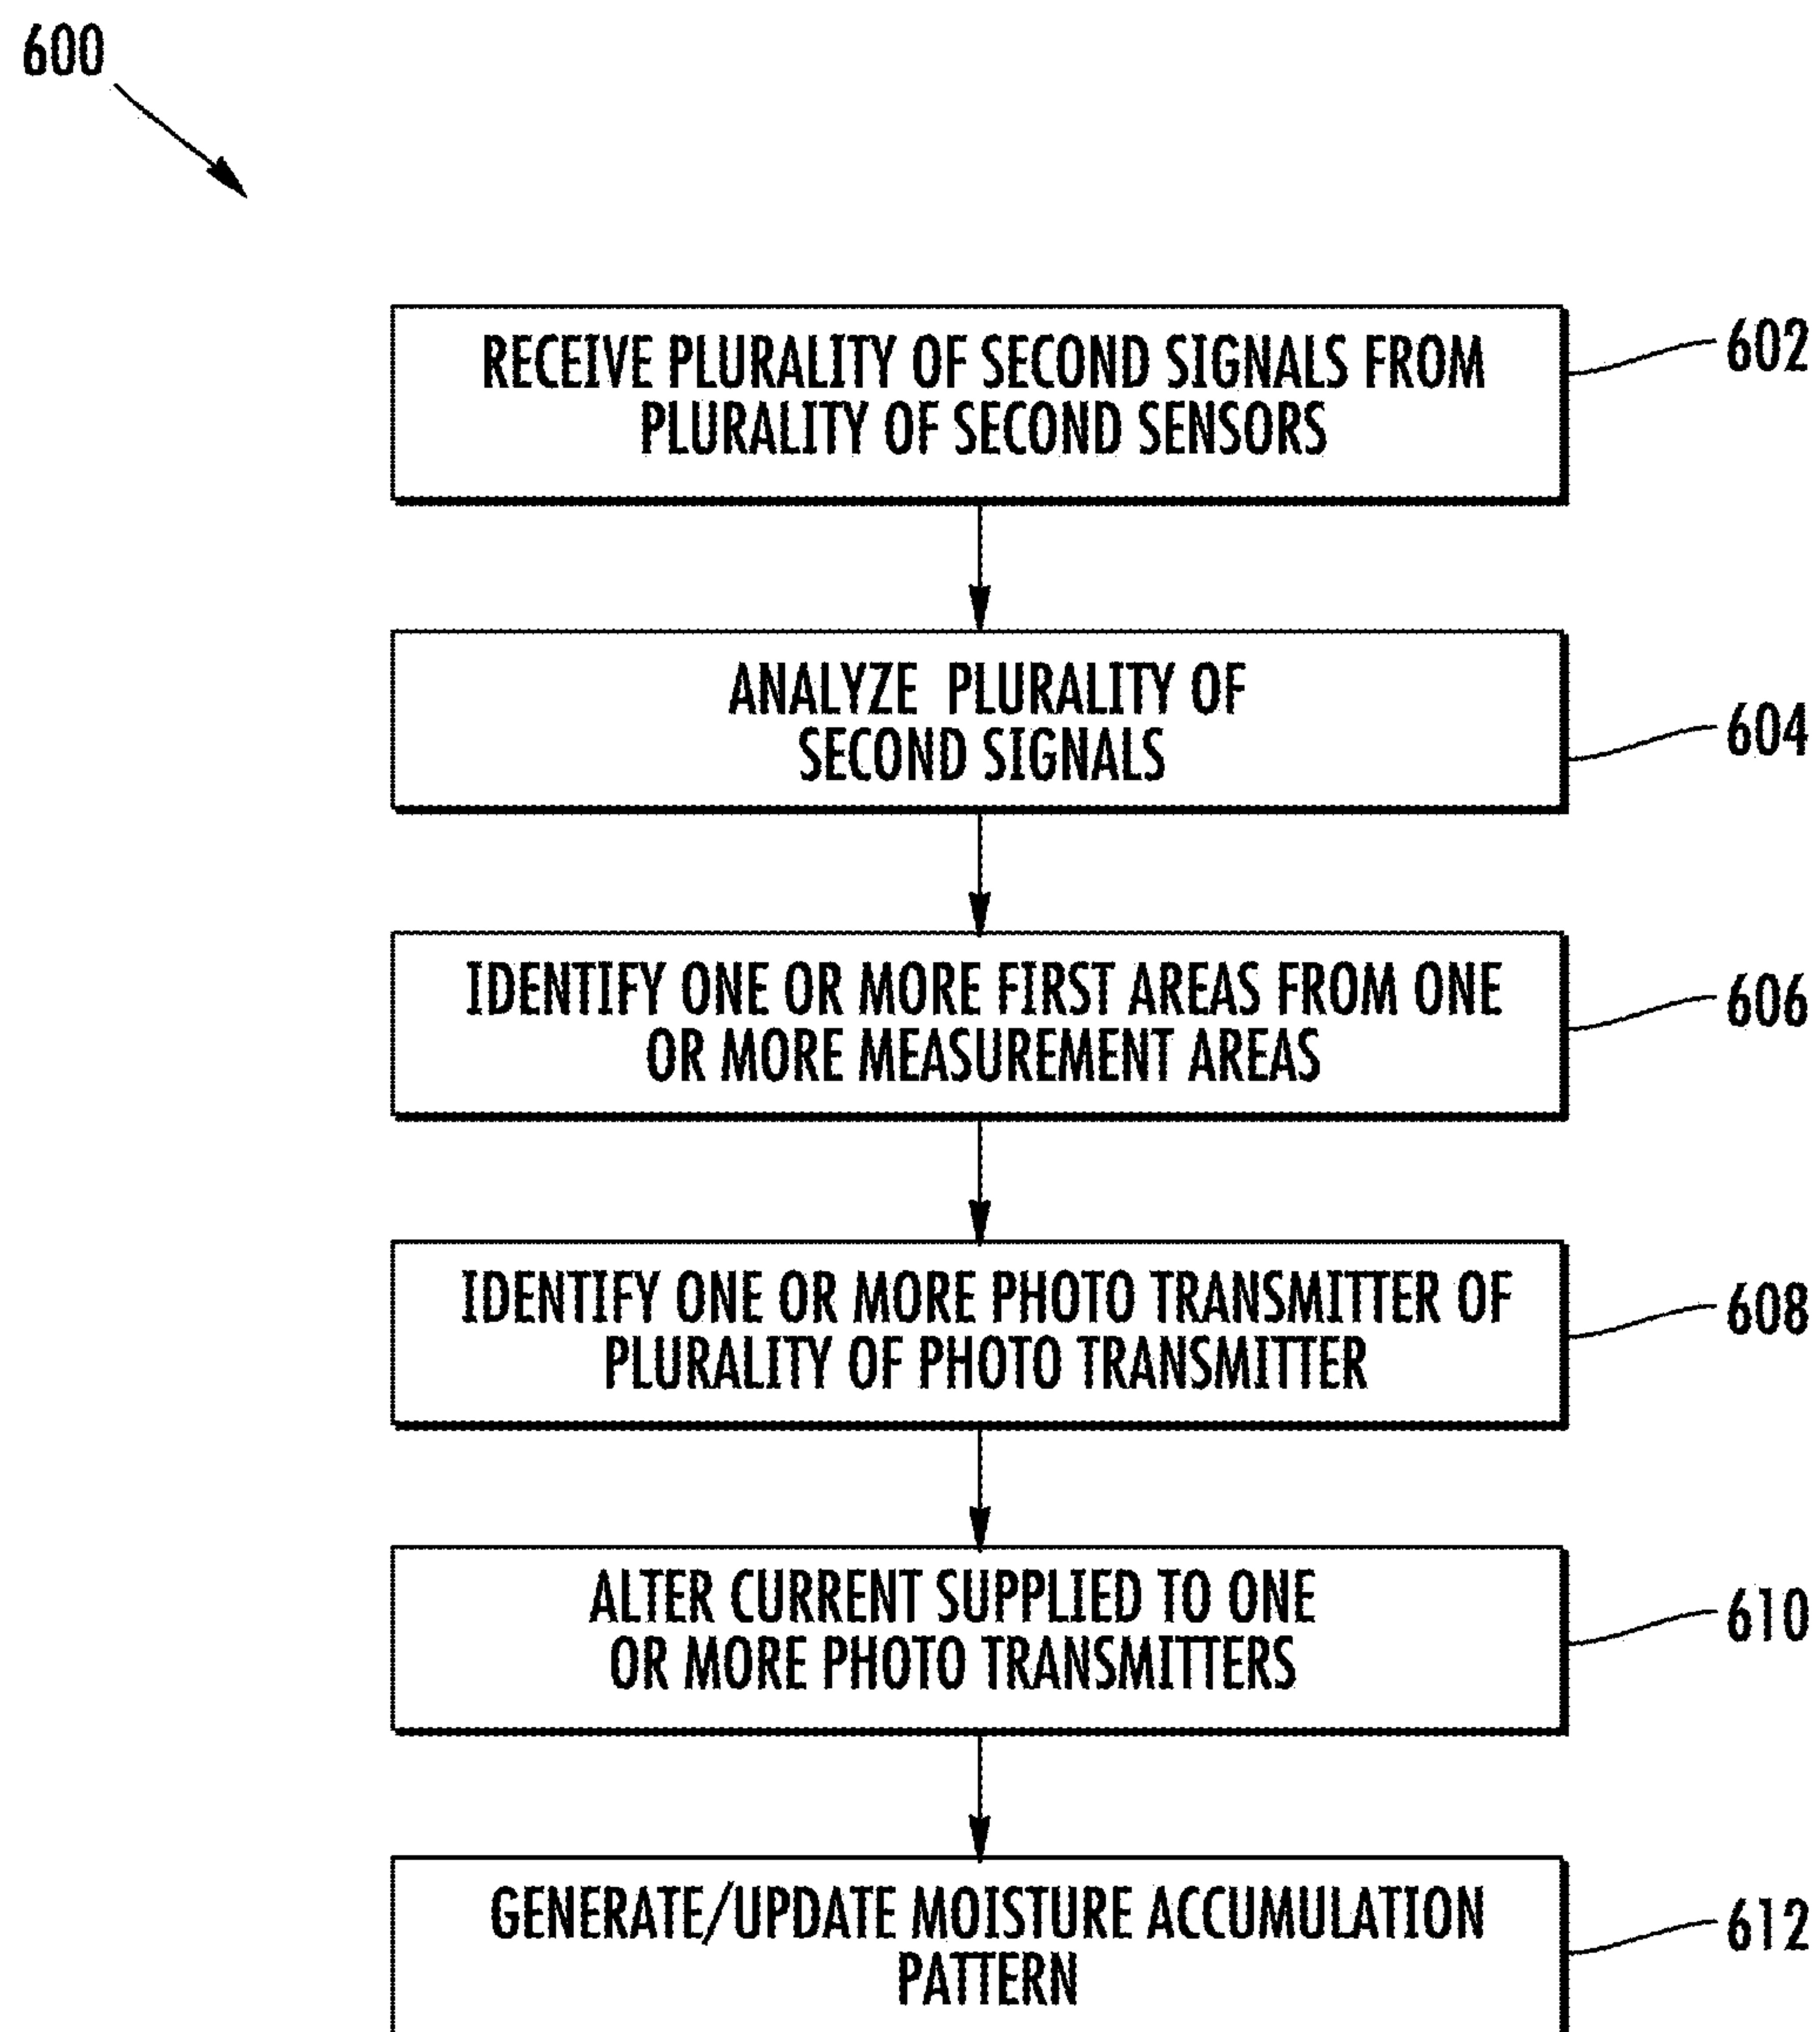 600
RECEIVE PLURALITY OF SECOND SIGNALS FROM
PLURALITY OF SECOND SENSORS
602
ANALYZE PLURALITY OF
SECOND SIGNALS
604
IDENTIFY ONE OR MORE FIRST AREAS FROM ONE
OR MORE MEASUREMENT AREAS
606
IDENTIFY ONE OR MORE PHOTO TRANSMITTER OF
PLURALITY OF PHOTO TRANSMITTER
608
ALTER CURRENT SUPPLIED TO ONE
OR MORE PHOTO TRANSMITTERS
610
GENERATE/UPDATE MOISTURE ACCUMULATION
PATTERN
612